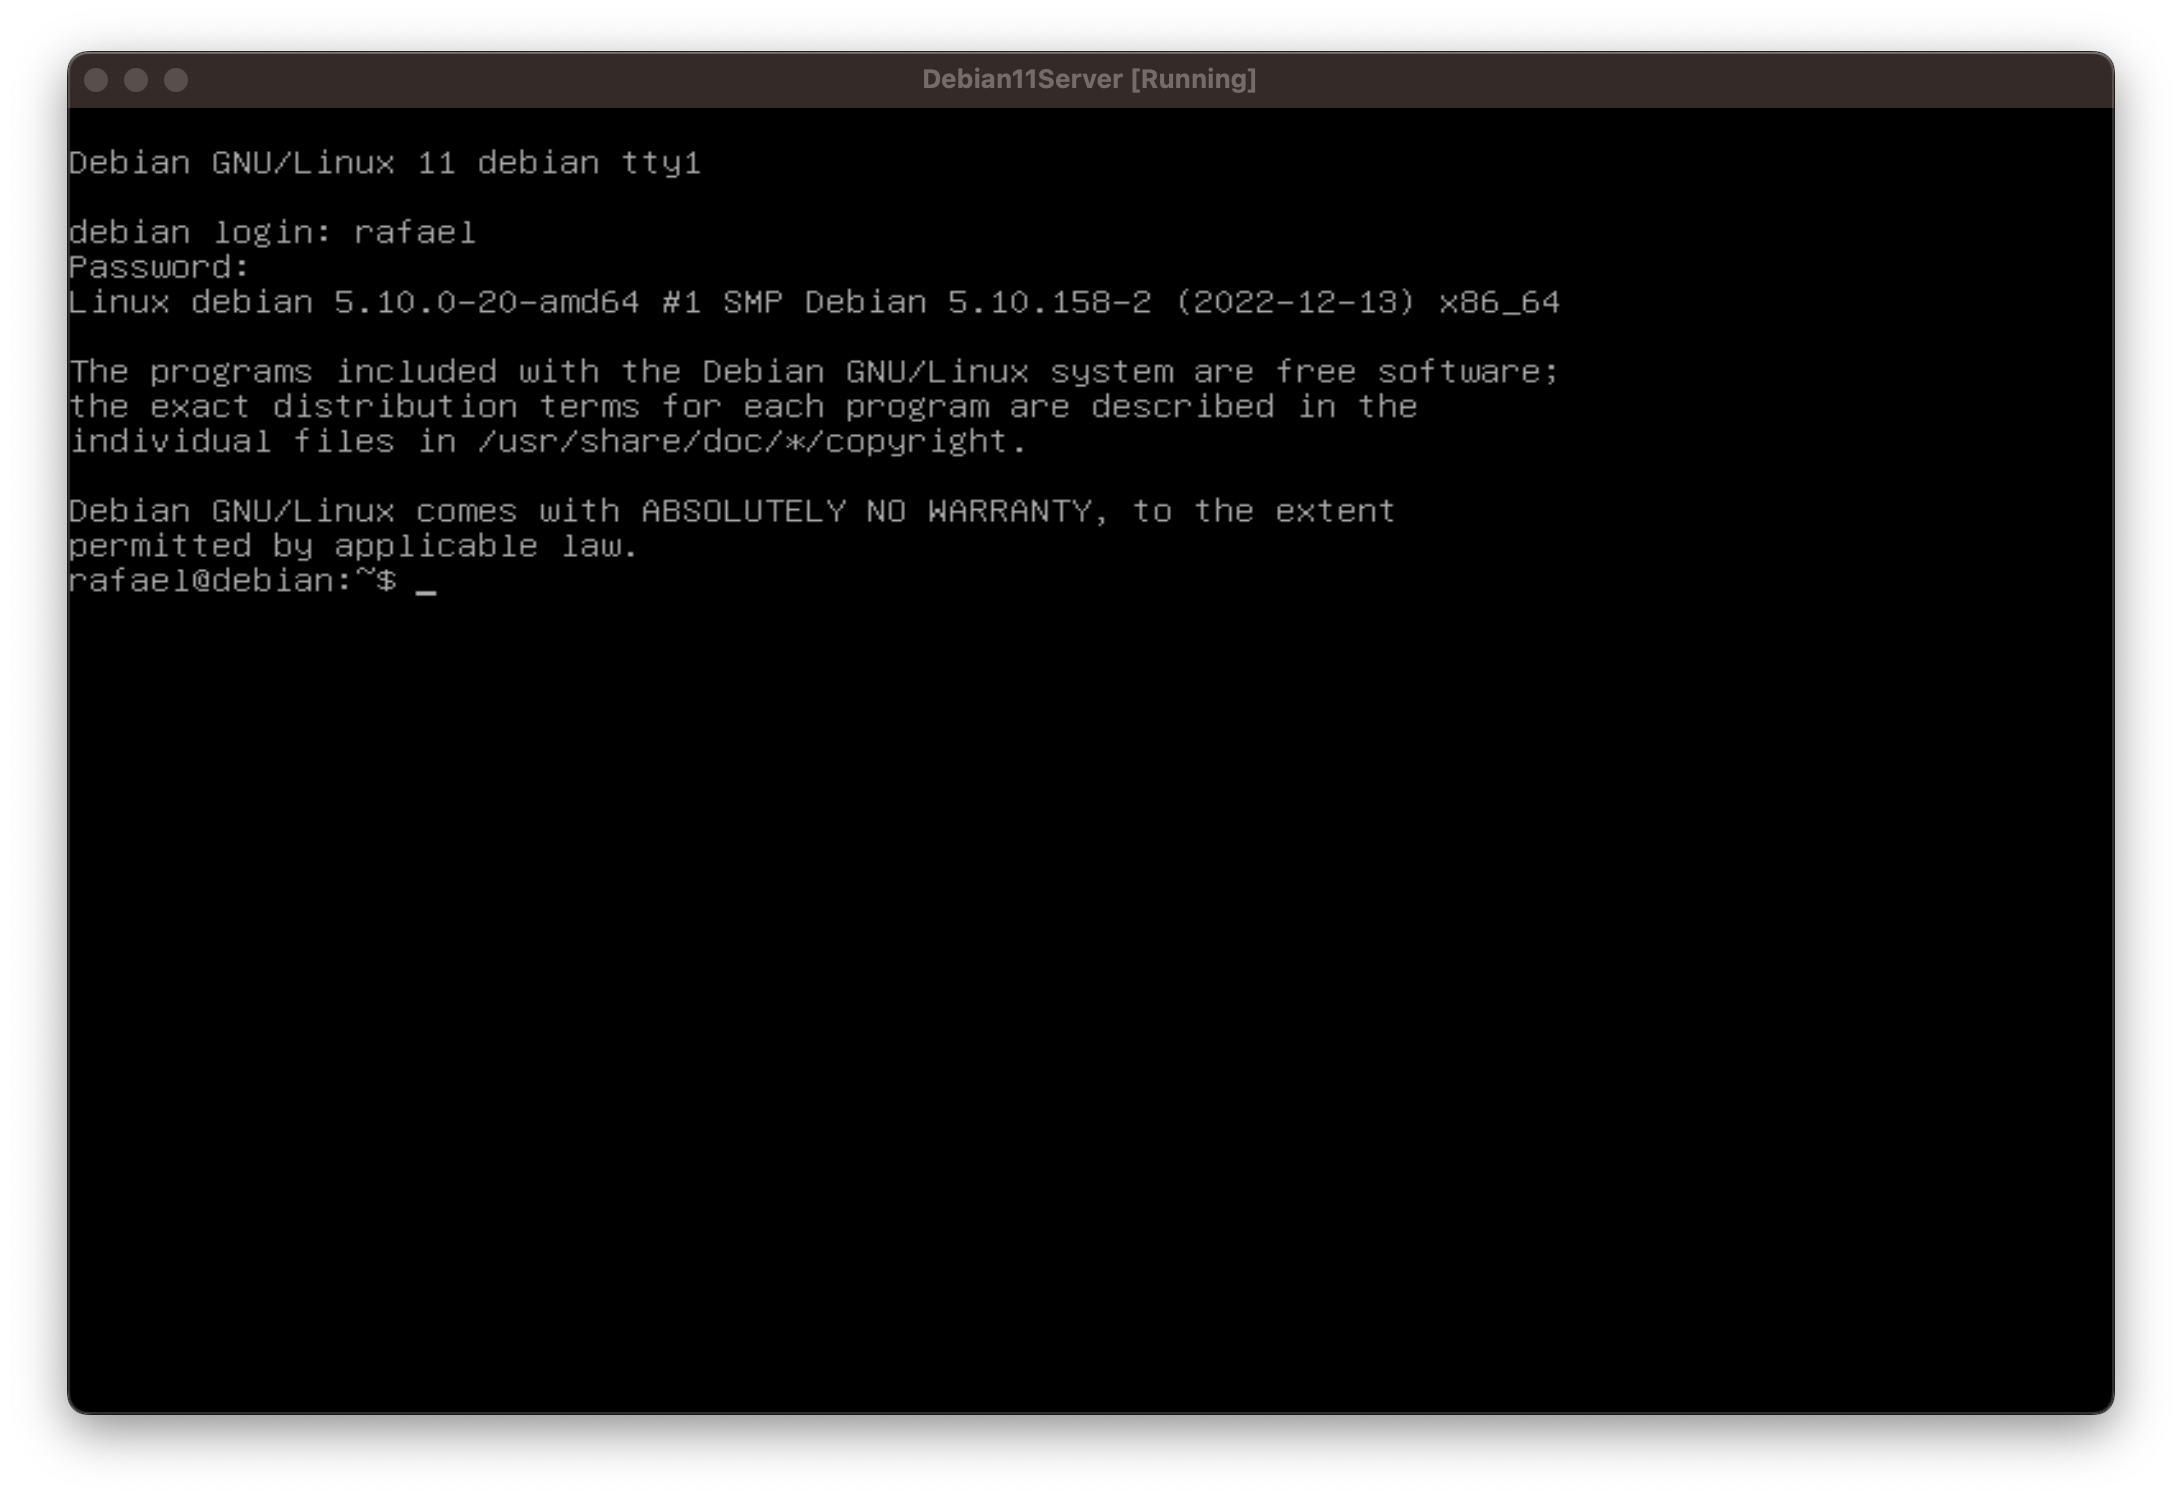 Debian11Server [Running]
Debian GNU/Linux 11 debian tty1
debian login: rafael
Password:
Linux debian 5.10.0-20-amd64 #1 SMP Debian 5.10.158-2 (2022-12-13) x86_64
The programs included with the Debian GNU/Linux system are free software;
the exact distribution terms for each program are described in the
individual files in /usr/share/doc/*/copyright.
Debian GNU/Linux comes with ABSOLUTELY NO WARRANTY, to the extent
permitted by applicable law.
rafael@debian:~$ _